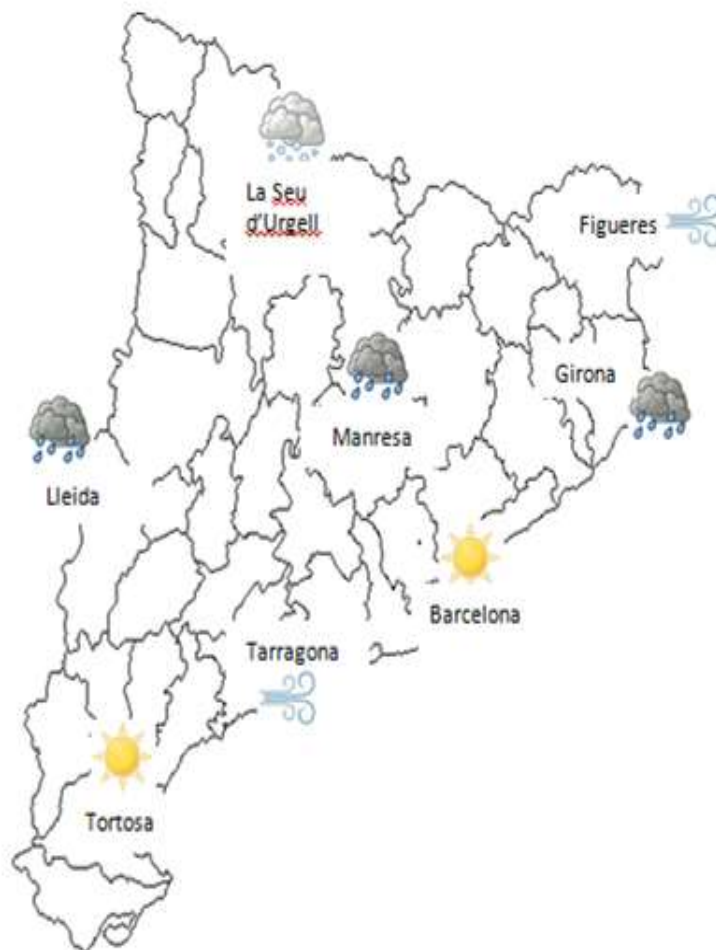 La Seu
d'Urgell
Figueres
Girona
Manresa
Lleida
Barcelona
Tarragona
Tortosa